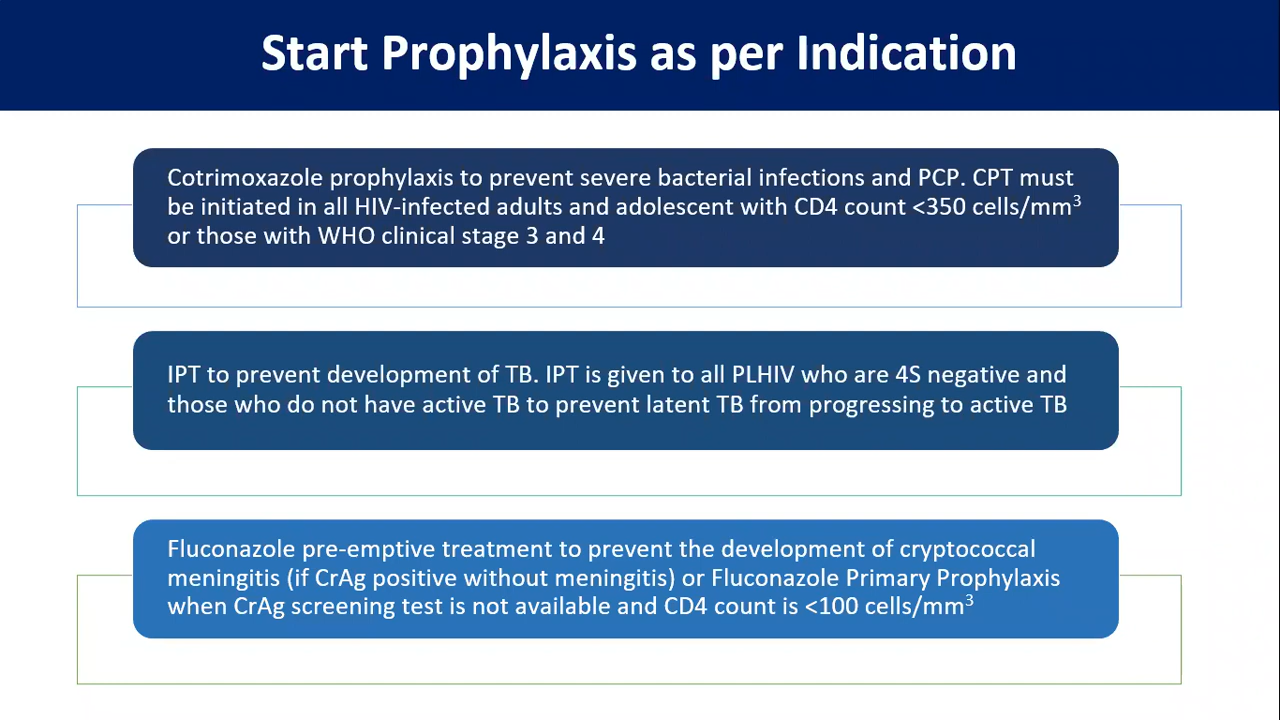 Start Prophylaxis as per Indication
Cotrimoxazole prophylaxis to prevent severe bacterial infections and PCP. CPT must
be initiated in all HIV-infected adults and adolescent with CD4 count <350 cells/mm³
or those with WHO clinical stage 3 and 4
IPT to prevent development of TB. IPT is given to all PLHIV who are 4S negative and
those who do not have active TB to prevent latent TB from progressing to active TB
Fluconazole pre-emptive treatment to prevent the development of cryptococcal
meningitis (if CrAg positive without meningitis) or Fluconazole Primary Prophylaxis
when CrAg screening test is not available and CD4 count is <100 cells/mm³